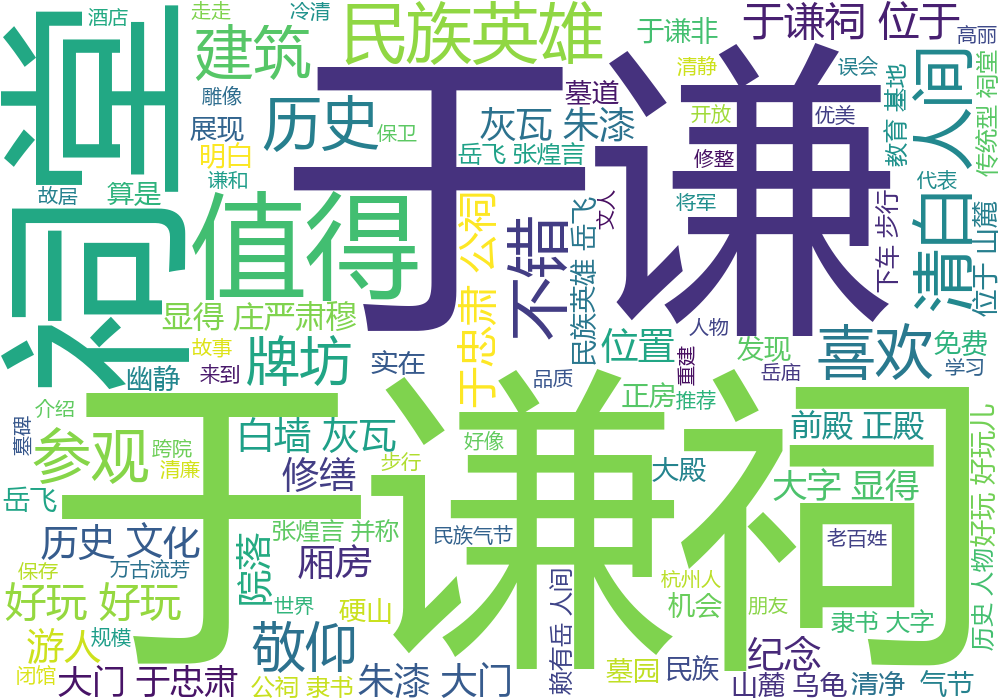 酒店
走走
冷清
民族英雄
于谦非
于谦祠 位于
高丽
祠堂
建筑
历史
墓道
清静
误会
人间
传统型 祠堂
雕像
展现
保卫
灰瓦 朱漆
开放
优美
教育 基地
明白
岳飞 张煌言
修整
谦和
于谦
代表
故居
算是
值得
于忠肃 公祠
不错
民族英雄 岳飞
文人
将军
下车 步行
清白
位于 山麓
显得 庄严肃穆
故事
牌坊
实在
位置
人物
发现
喜欢
免费
幽静
来到
品质
重建
岳庙
学习
介绍
墓碑
参观
跨院
清廉
白墙 灰瓦
于谦祠
正房
推荐
前殿 正殿
好像
修缮
步行
大殿
大字 显得
岳飞
张煌言 并称
民族气节
老百姓
历史 人物
好玩 好玩儿
历史 文化
院落
厢房
保存
万古流芳
杭州人
好玩 好玩
世界
硬山
赖有岳 人间
机会
朋友
隶书 大字
游人
规模
敬仰
纪念
闭馆
大门 于忠肃
公祠 隶书
朱漆 大门
墓园
民族
山麓 乌龟
清净
气节